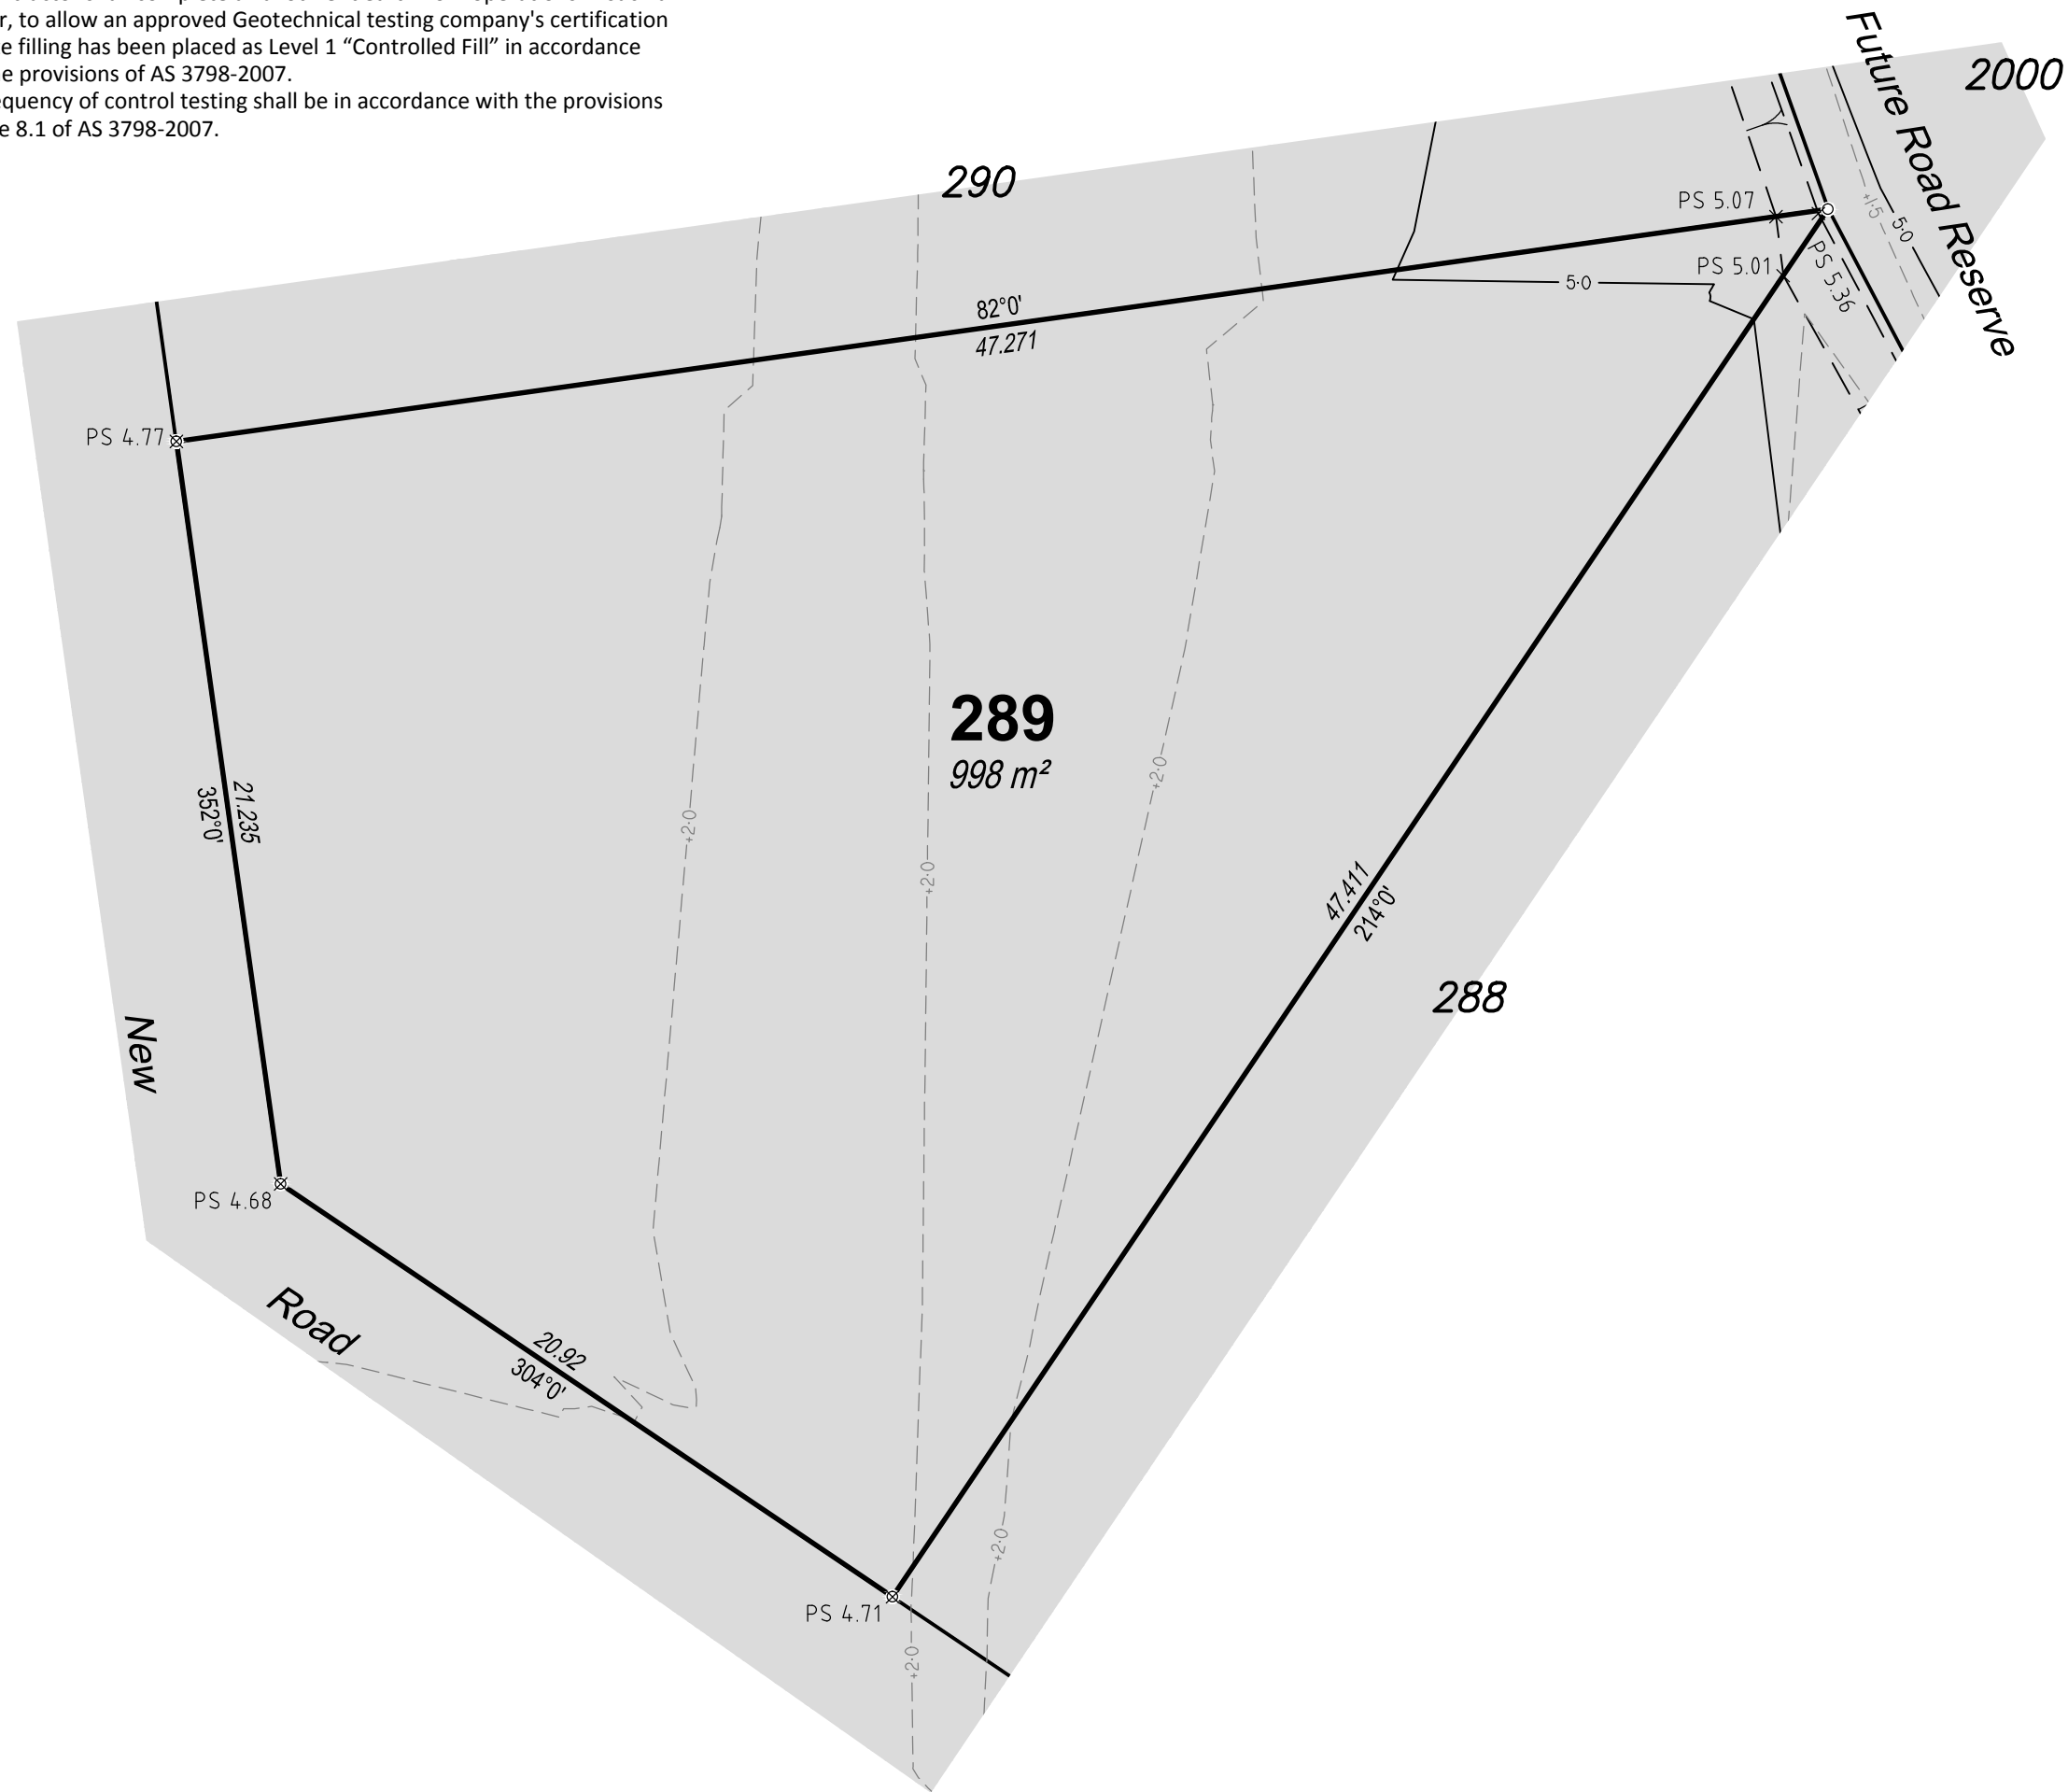 r, to allow an approved Geotechnical testing company's certification
e filling has been placed as Level 1 “Controlled Fill” in accordance
e provisions of AS 3798-2007.
equency of control testing shall be in accordance with the provisions
e 8.1 of AS 3798-2007.
Future Road Reserve
2000
290
PS 5.07
+1·5
5·0
PS 5.01
PS 5.36
5·0
82°0'
47.271
PS 4.77
289
998 m²
+2·0
+2·0
+2·0
21.235
352°0'
47.411
214°0'
288
New
PS 4.68
Road
20.92
304°0'
+2·0
PS 4.71
+2·0